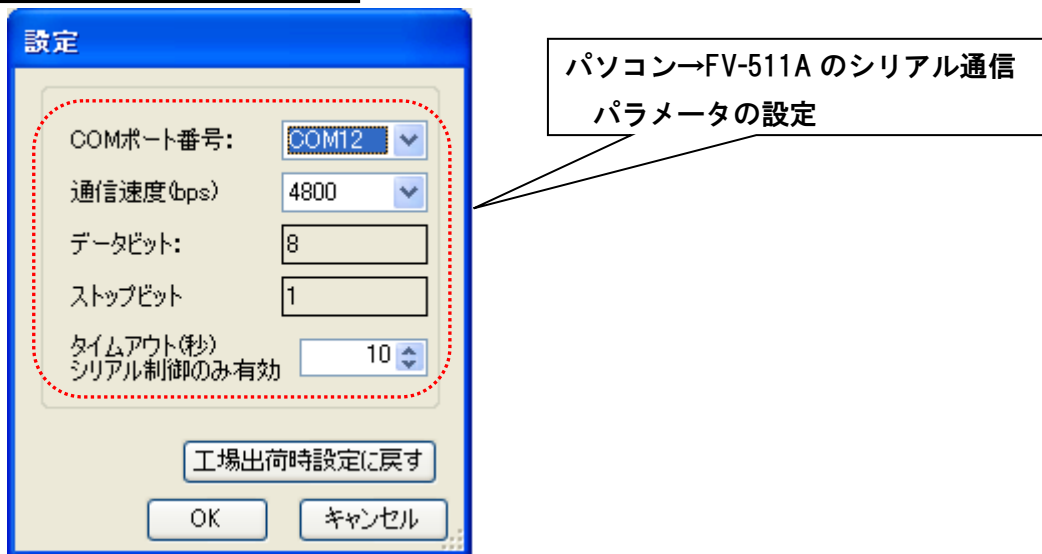 設定
パソコン→FV-511A のシリアル通信
パラメータの設定
COMポート番号:
COM12
通信速度(bps)
4800
データビット:
8
ストップビット
1
タイムアウト(秒)
シリアル制御のみ有効
10
工場出荷時設定に戻す
OK
キャンセル